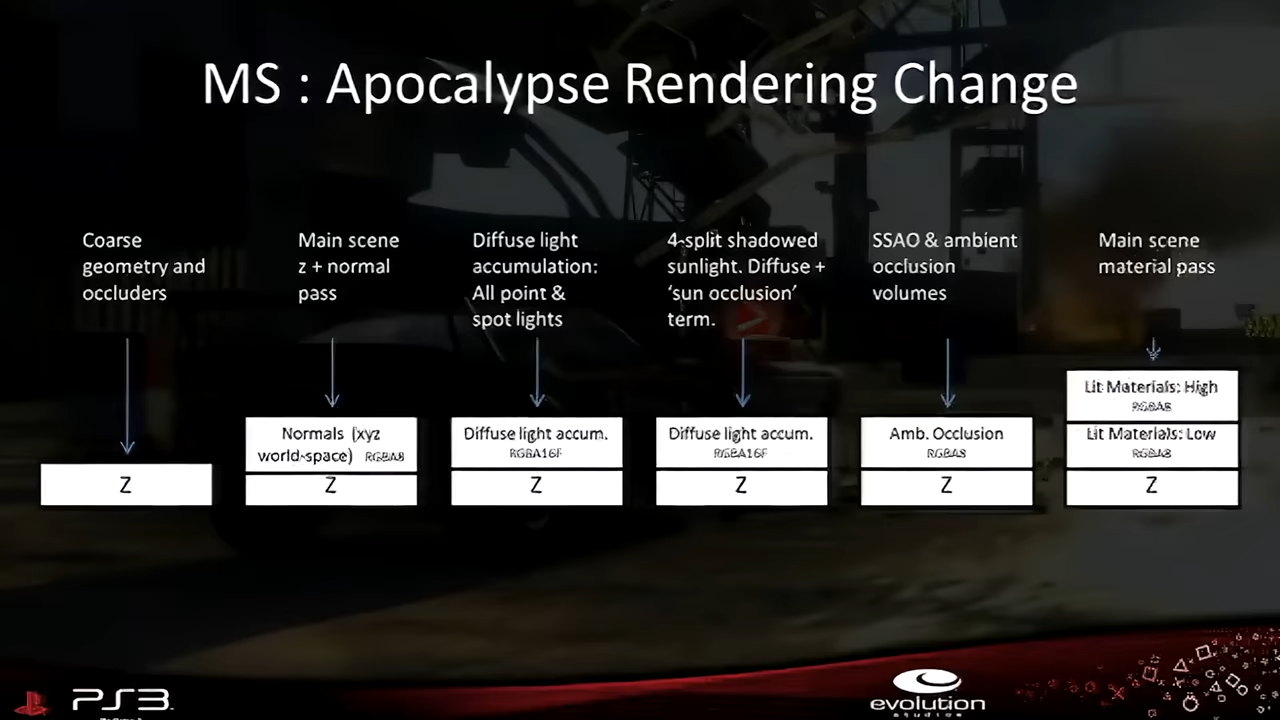 MS : Apocalypse Rendering Change
Coarse
geometry and
occluders
Main scene
z + normal
pass
Diffuse light
accumulation:
All point &
spot lights
4-split shadowed
sunlight. Diffuse +
‘sun occlusion’
term.
SSAO & ambient
occlusion
volumes
Main scene
material pass
Z
Normals (xyz
world-space) RGBA8
Z
Diffuse light accum.
RGBA16F
Z
Diffuse light accum.
RGBA16F
Z
Amb. Occlusion
RGBA8
Z
Lit Materials: High
RGBA8
Lit Materials: Low
RGBA8
Z
PS3
evolution
studios